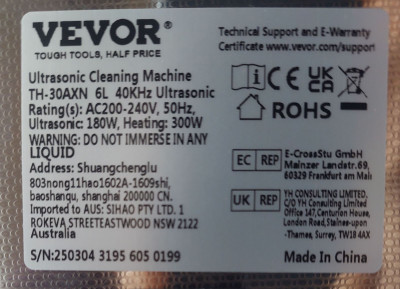 VEVOR®
TOUGH TOOLS, HALF PRICE
Ultrasonic Cleaning Machine
TH-30AXN 6L 40KHz Ultrasonic
Rating(s): AC200-240V, 50Hz,
Ultrasonic: 180W, Heating: 300W
WARNING: DO NOT IMMERSE IN ANY
LIQUID
Address: Shuangchenglu
803nong11hao1602A-1609shi,
baoshanqu, shanghai 200000 CN.
Imported to AUS: SIHAO PTY LTD. 1
ROKEVA STREETEASTWOOD NSW 2122
Australia
S/N:250304 3195 605 0199
Technical Support and E-Warranty
Certificate www.vevor.com/support
CE UK CA
ROHS
EC REP
E-CrossStu GmbH
Mainzer Landstr.69,
60329 Frankfurt am Main
UK REP
YH CONSULTING LIMITED.
C/O YH Consulting Limited
Office 147,Centurion House,
London Road,Staines-upon
-Thames, Surrey, TW18 4AX
Made In China